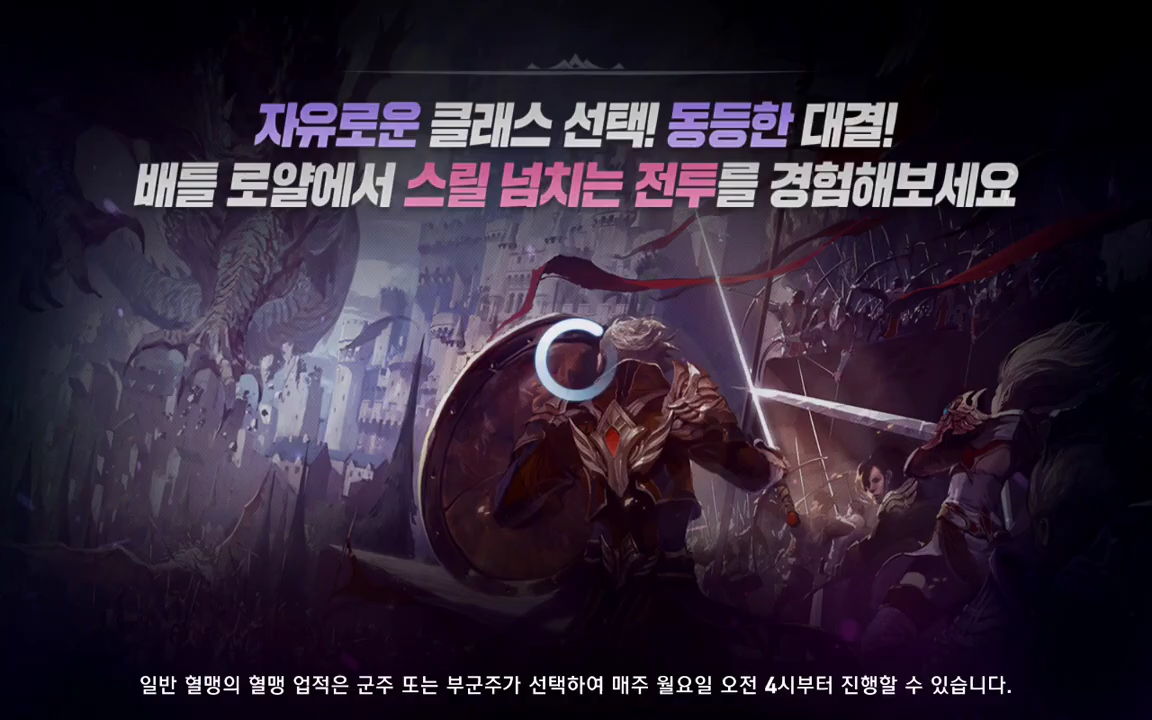 자유로운 클래스 선택! 동등한 대결!
배틀 로얄에서 스릴 넘치는 전투를 경험해보세요
일반 혈맹의 혈맹 업적은 군주 또는 부군주가 선택하여 매주 월요일 오전 4시부터 진행할 수 있습니다.